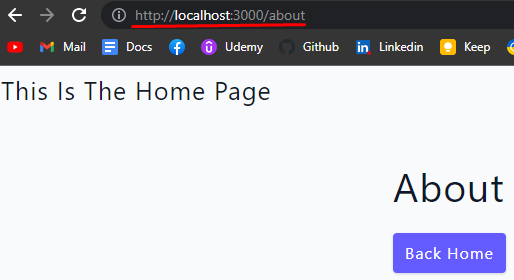 http://localhost:3000/about
Mail Docs Udemy Github Linkedin Keep
This Is The Home Page
About
Back Home